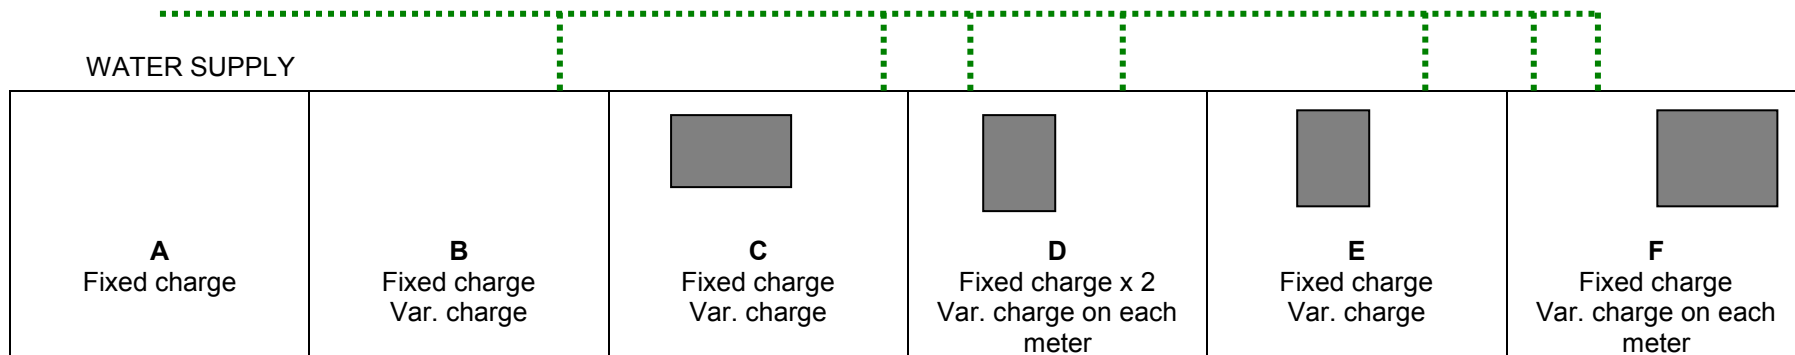 WATER SUPPLY
A
Fixed charge
B
Fixed charge
Var. charge
C
Fixed charge
Var. charge
D
Fixed charge x 2
Var. charge on each
meter
E
Fixed charge
Var. charge
F
Fixed charge
Var. charge on each
meter